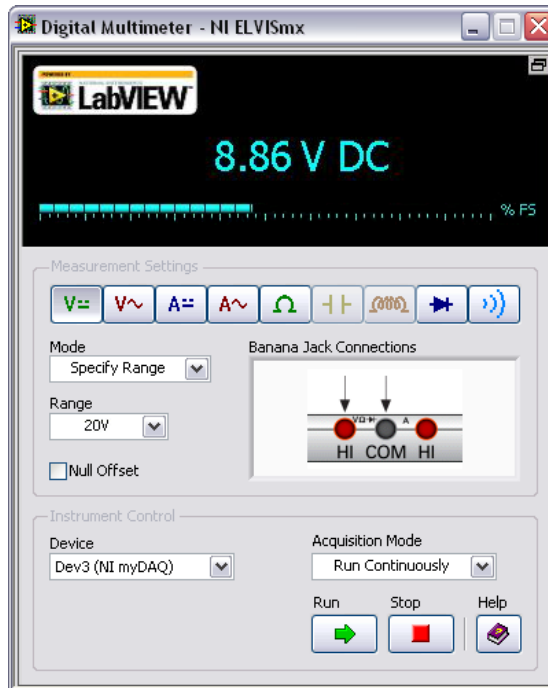 Digital Multimeter - NI ELVISmx
LabVIEW
8.86 V DC
% FS
Measurement Settings
V
V
A
A
Ω
Mode
Specify Range
Banana Jack Connections
Range
20V
VΩ
A
HI COM HI
Null Offset
Instrument Control
Device
Acquisition Mode
Dev3 (NI myDAQ)
Run Continuously
Run
Stop
Help